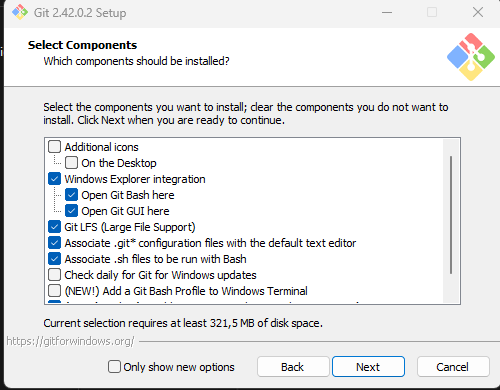 Git 2.42.0.2 Setup
Select Components
Which components should be installed?
Select the components you want to install; clear the components you do not want to
install. Click Next when you are ready to continue.
Additional icons
On the Desktop
Windows Explorer integration
Open Git Bash here
Open Git GUI here
Git LFS (Large File Support)
Associate .git* configuration files with the default text editor
Associate .sh files to be run with Bash
Check daily for Git for Windows updates
(NEW!) Add a Git Bash Profile to Windows Terminal
Current selection requires at least 321,5 MB of disk space.
https://gitforwindows.org/
Only show new options
Back
Next
Cancel